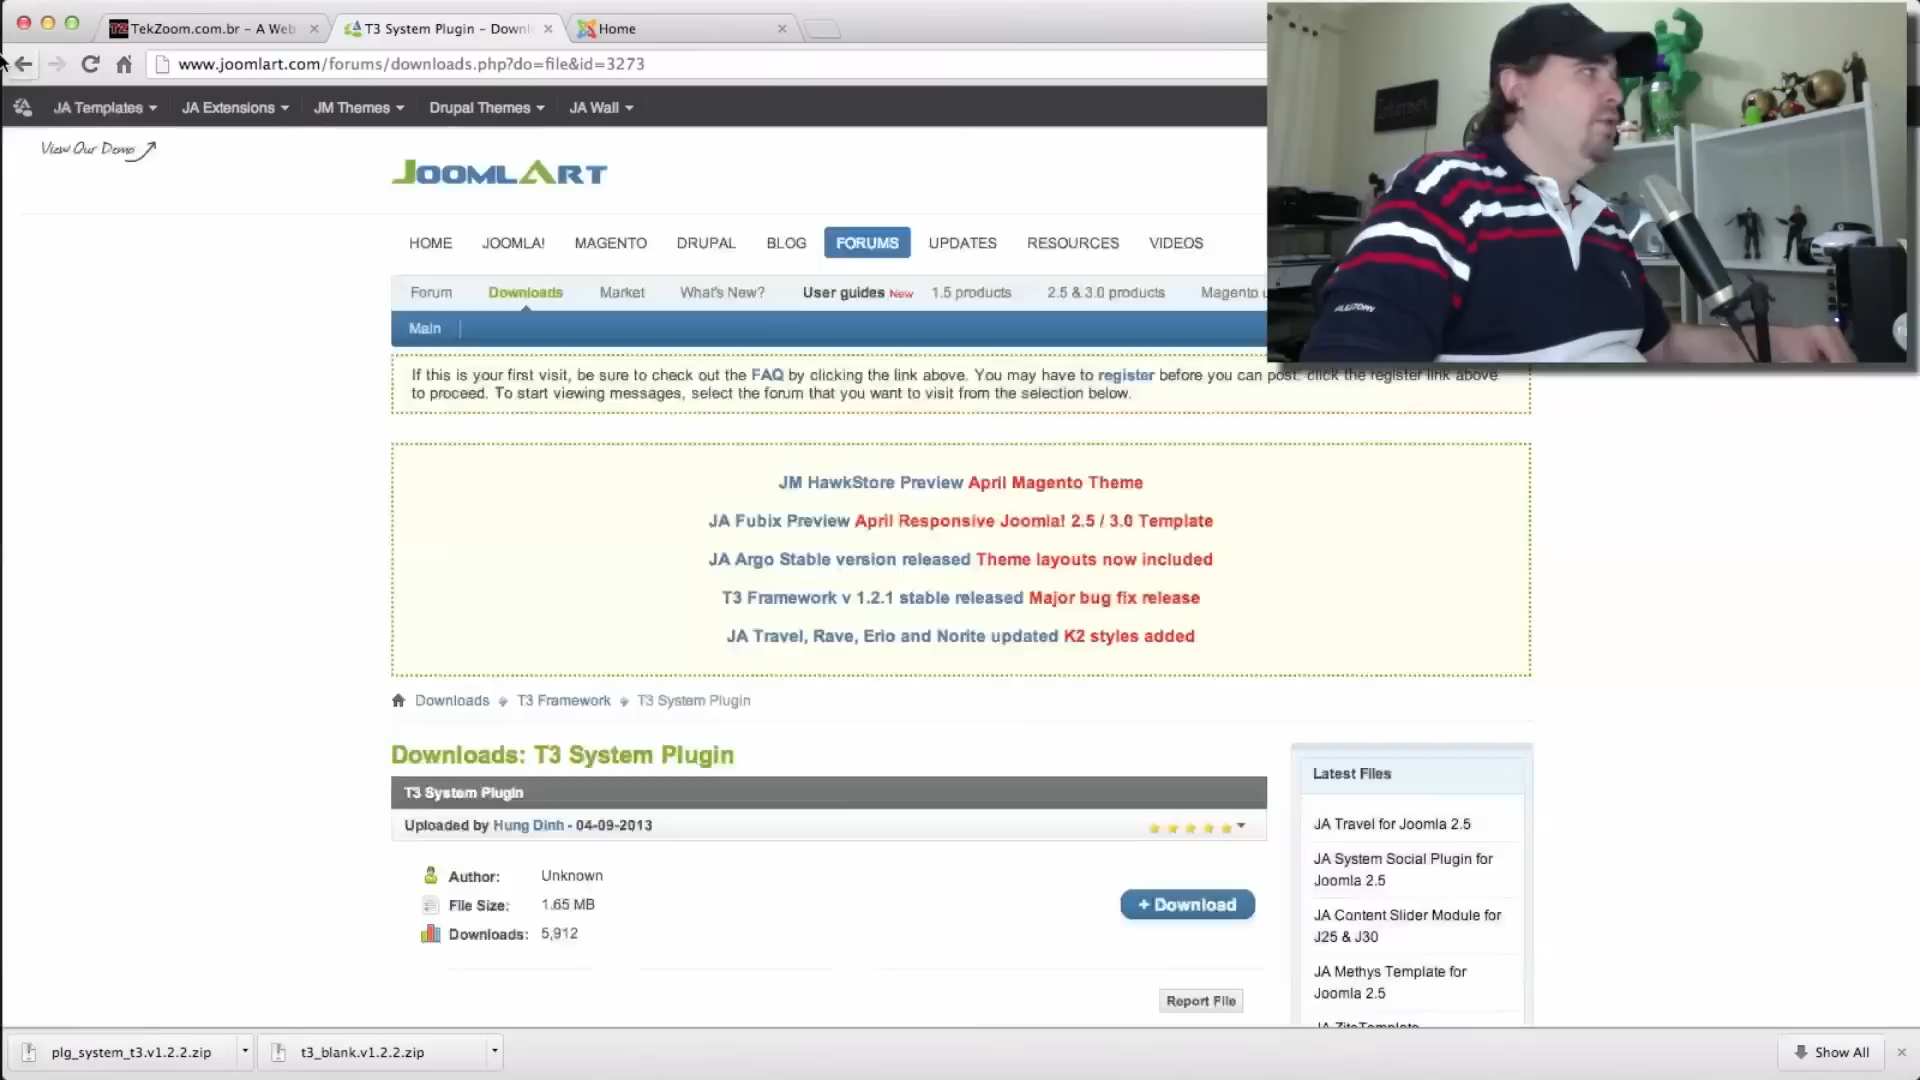 TekZoom.com.br – A Web
T3 System Plugin – Downl
Home
www.joomlart.com/forums/downloads.php?do=file&id=3273
JA Templates
JA Extensions
JM Themes
Drupal Themes
JA Wall
View Our Demo
JOOMLART
HOME
JOOMLA!
MAGENTO
DRUPAL
BLOG
FORUMS
UPDATES
RESOURCES
VIDEOS
Forum
Downloads
Market
What's New?
User guides New
1.5 products
2.5 & 3.0 products
Magento
Main
If this is your first visit, be sure to check out the FAQ by clicking the link above. You may have to register before you can post: click the register link above
to proceed. To start viewing messages, select the forum that you want to visit from the selection below.
JM HawkStore Preview April Magento Theme
JA Fubix Preview April Responsive Joomla! 2.5 / 3.0 Template
JA Argo Stable version released Theme layouts now included
T3 Framework v 1.2.1 stable released Major bug fix release
JA Travel, Rave, Erio and Norite updated K2 styles added
Downloads
T3 Framework
T3 System Plugin
Downloads: T3 System Plugin
T3 System Plugin
Uploaded by Hung Dinh - 04-09-2013
Author: Unknown
File Size: 1.65 MB
Downloads: 5,912
+ Download
Report File
Latest Files
JA Travel for Joomla 2.5
JA System Social Plugin for
Joomla 2.5
JA Content Slider Module for
J25 & J30
JA Methys Template for
Joomla 2.5
plg_system_t3.v1.2.2.zip
t3_blank.v1.2.2.zip
Show All
Internet